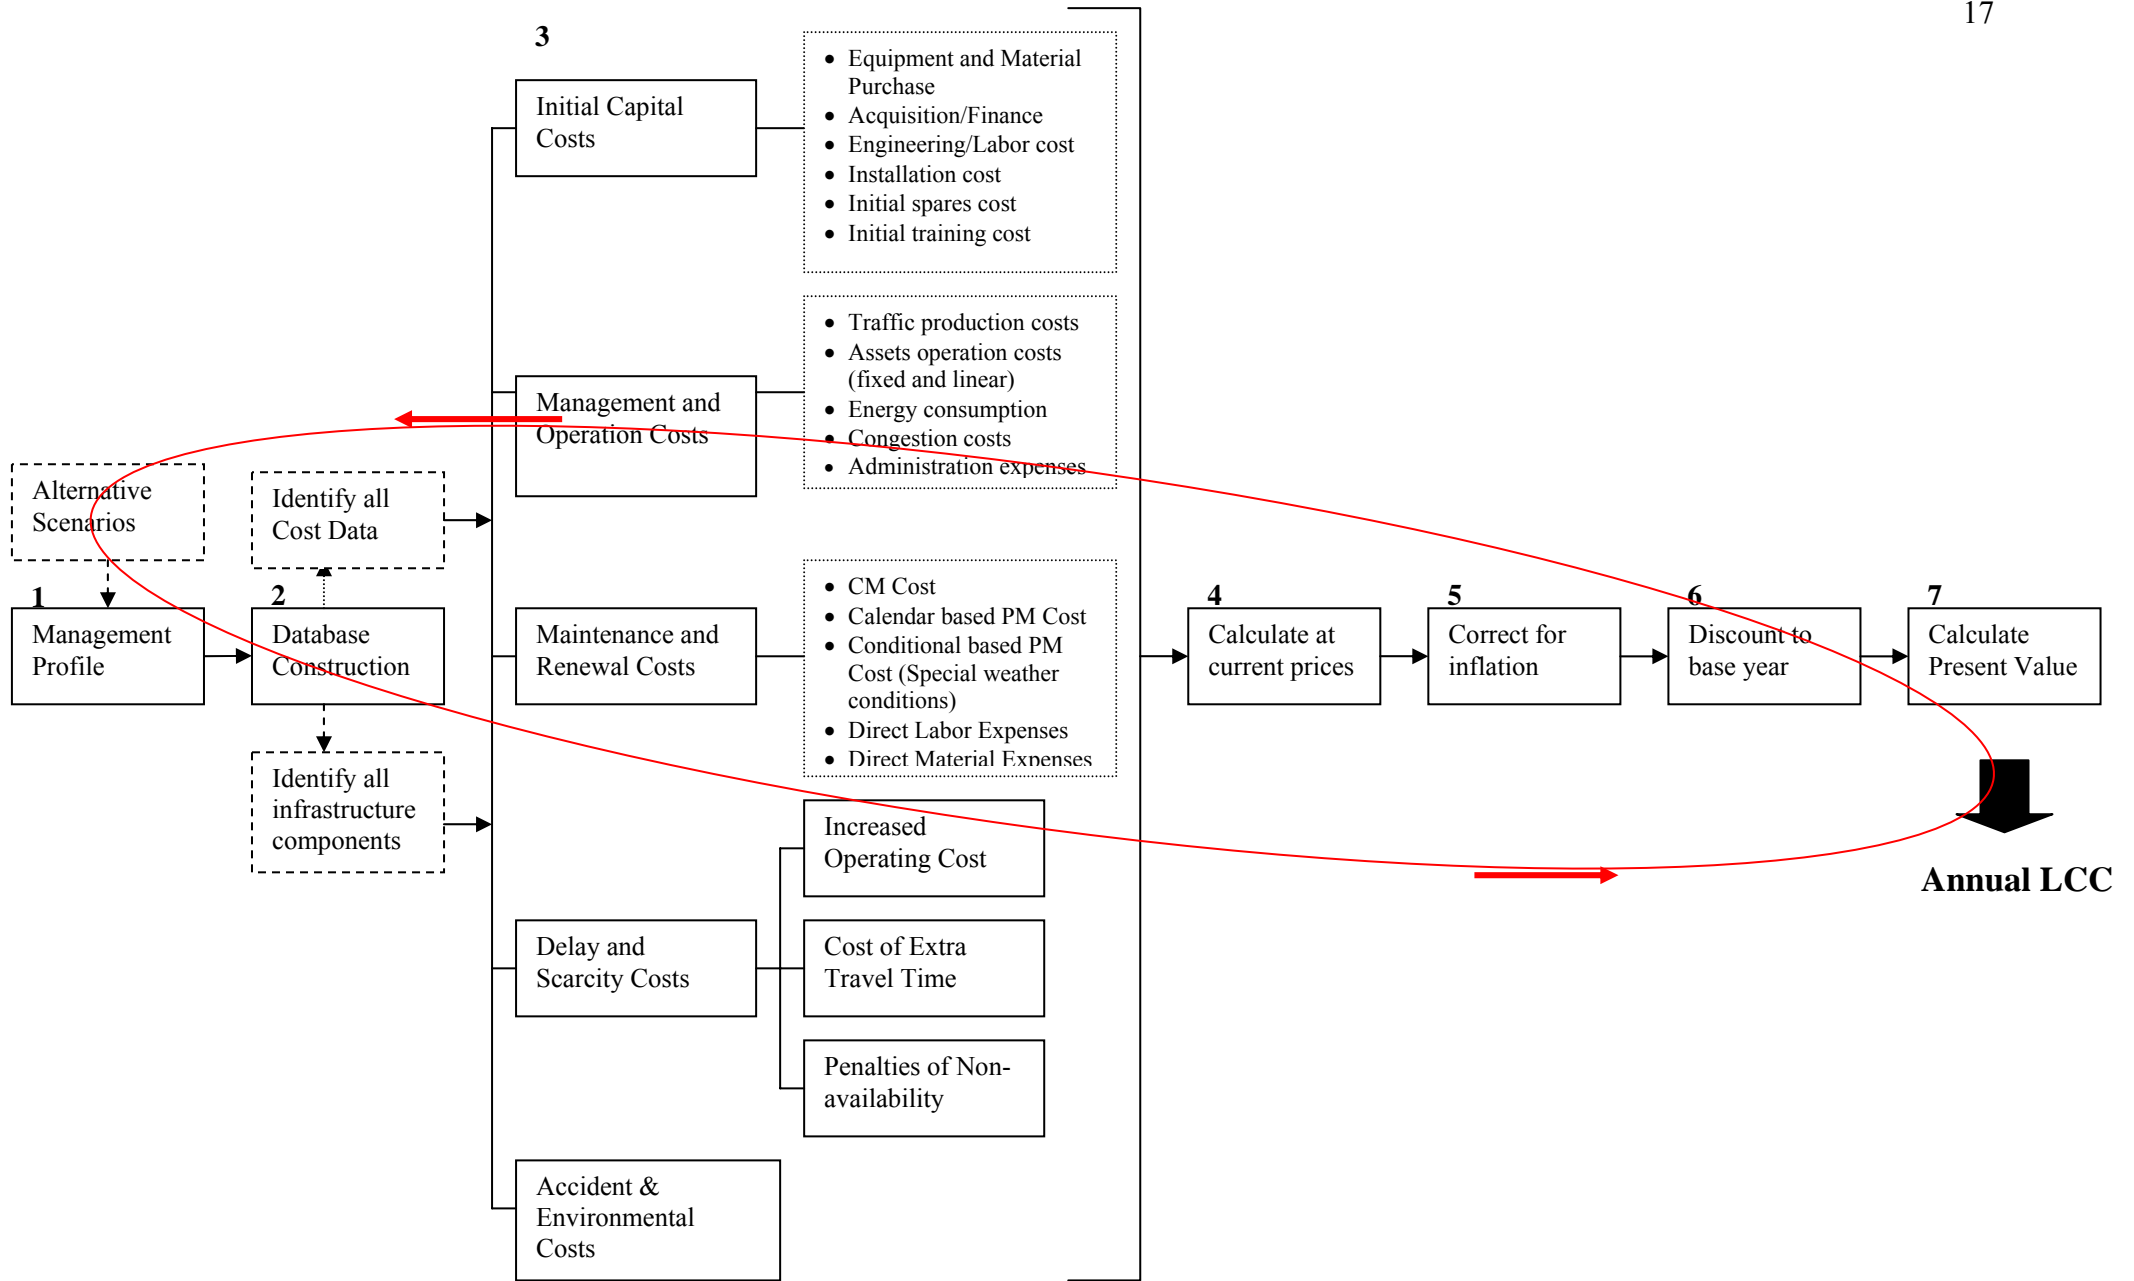 17
3
Initial Capital
Costs
• Equipment and Material
Purchase
• Acquisition/Finance
• Engineering/Labor cost
• Installation cost
• Initial spares cost
• Initial training cost
Management and
Operation Costs
• Traffic production costs
• Assets operation costs
(fixed and linear)
• Energy consumption
• Congestion costs
• Administration expenses
Alternative
Scenarios
Identify all
Cost Data
1
Management
Profile
2
Database
Construction
Identify all
infrastructure
components
Maintenance and
Renewal Costs
• CM Cost
• Calendar based PM Cost
• Conditional based PM
Cost (Special weather
conditions)
• Direct Labor Expenses
• Direct Material Expenses
4
Calculate at
current prices
5
Correct for
inflation
6
Discount to
base year
7
Calculate
Present Value
Annual LCC
Delay and
Scarcity Costs
Increased
Operating Cost
Cost of Extra
Travel Time
Penalties of Non-
availability
Accident &
Environmental
Costs